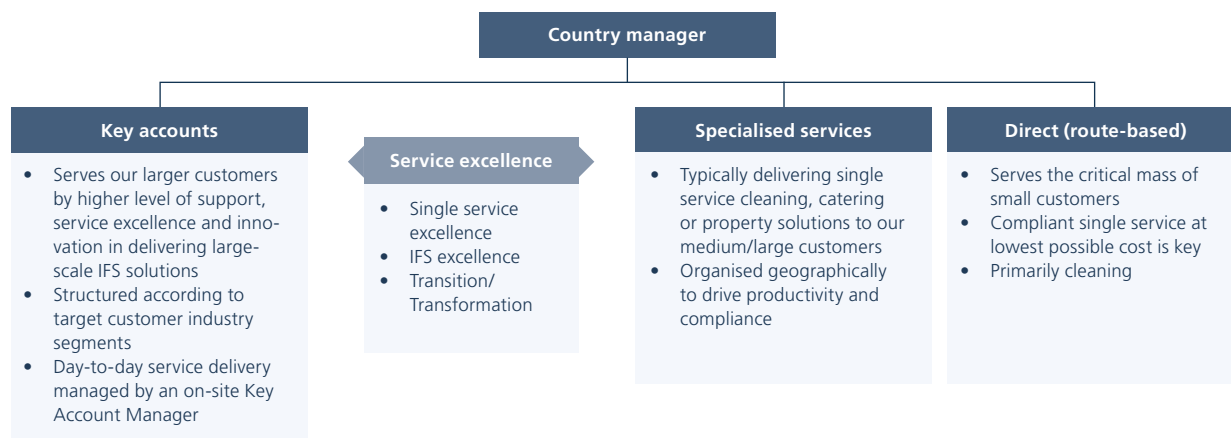 Country manager
Key accounts
• Serves our larger customers
by higher level of support,
service excellence and inno-
vation in delivering large-
scale IFS solutions
• Structured according to
target customer industry
segments
• Day-to-day service delivery
managed by an on-site Key
Account Manager
Service excellence
• Single service
excellence
• IFS excellence
• Transition/
Transformation
Specialised services
• Typically delivering single
service cleaning, catering
or property solutions to our
medium/large customers
• Organised geographically
to drive productivity and
compliance
Direct (route-based)
• Serves the critical mass of
small customers
• Compliant single service at
lowest possible cost is key
• Primarily cleaning